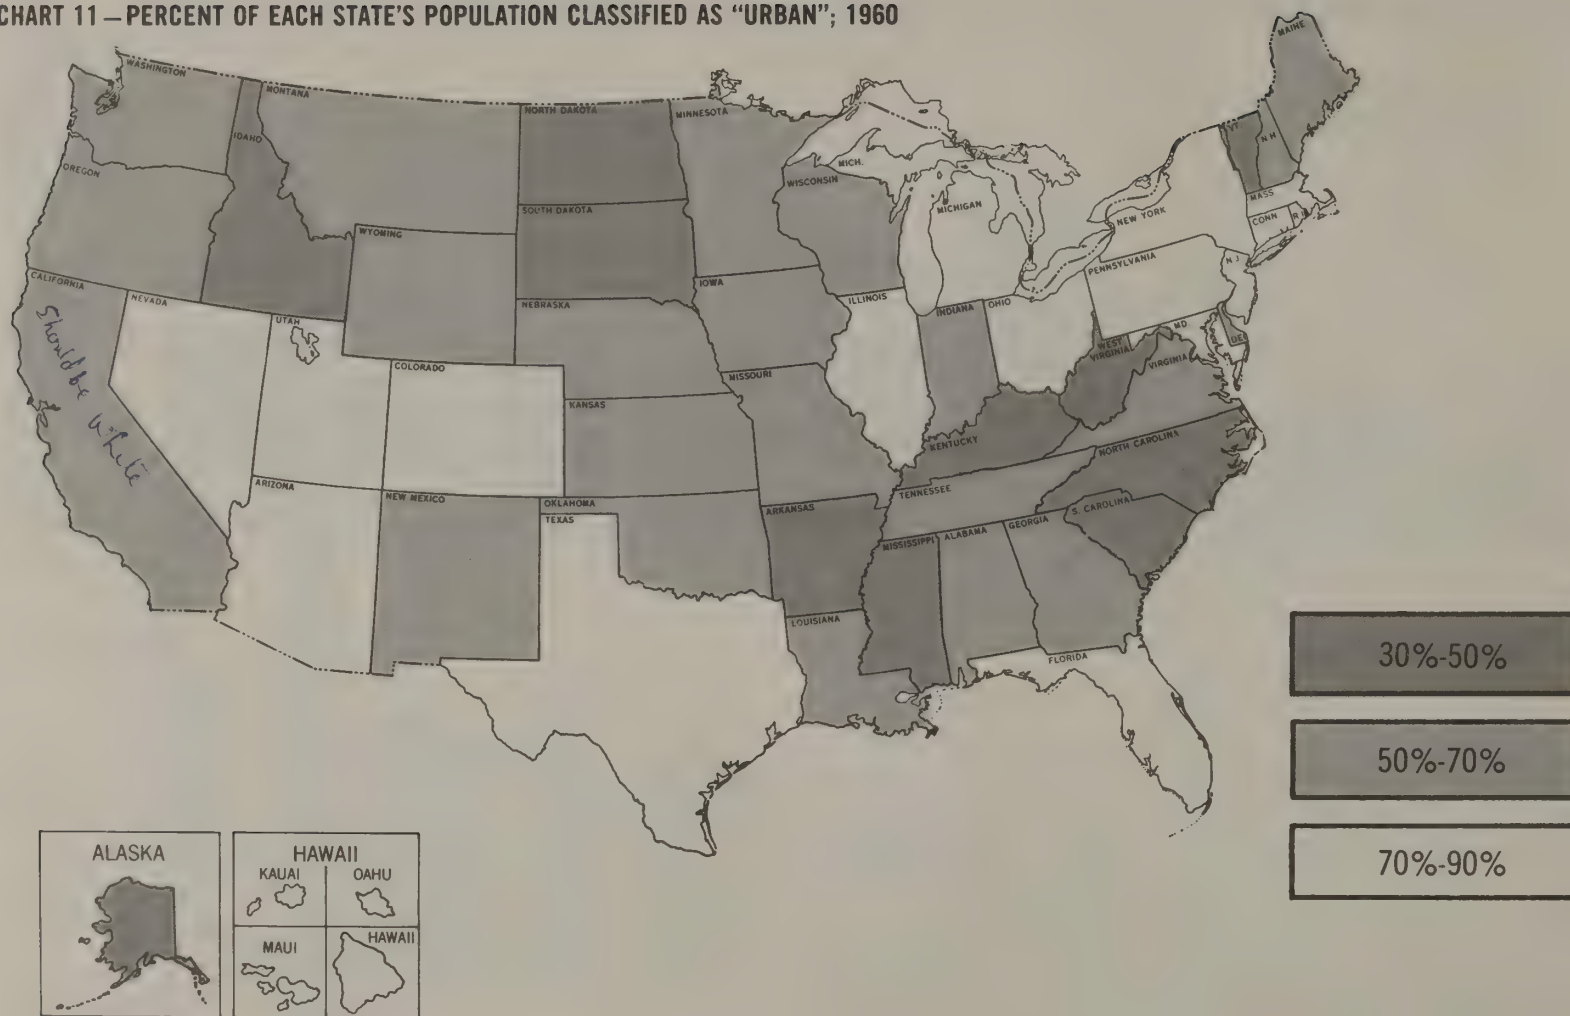 CHART 11—PERCENT OF EACH STATE'S POPULATION CLASSIFIED AS "URBAN"; 1960
MAINE
WASHINGTON
MONTANA
NORTH DAKOTA
MINNESOTA
VT
N H
IDAHO
OREGON
MICH.
WISCONSIN
MASS
SOUTH DAKOTA
MICHIGAN
NEW YORK
CONN
R I
WYOMING
PENNSYLVANIA
N J
CALIFORNIA
NEVADA
IOWA
NEBRASKA
ILLINOIS
INDIANA
OHIO
UTAH
MD
DEL
WEST
VIRGINIA
VIRGINIA
Should be white
COLORADO
MISSOURI
KANSAS
KENTUCKY
NORTH CAROLINA
ARIZONA
NEW MEXICO
OKLAHOMA
TENNESSEE
TEXAS
ARKANSAS
S. CAROLINA
MISSISSIPPI
ALABAMA
GEORGIA
LOUISIANA
FLORIDA
30%-50%
50%-70%
70%-90%
ALASKA
HAWAII
KAUAI
OAHU
MAUI
HAWAII